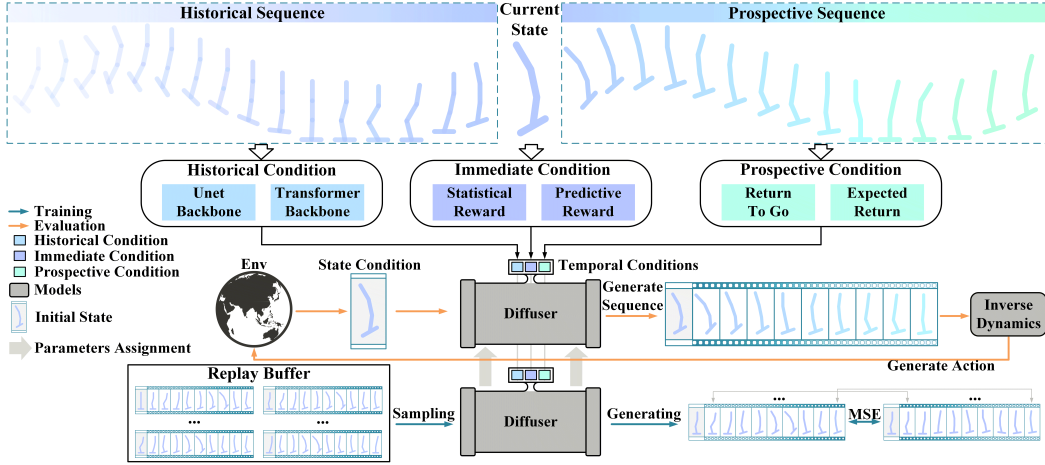 Historical Sequence
Current
State
Prospective Sequence
Historical Condition
Unet
Backbone
Transformer
Backbone
Immediate Condition
Statistical
Reward
Predictive
Reward
Prospective Condition
Return
To Go
Expected
Return
Training
Evaluation
Historical Condition
Immediate Condition
Prospective Condition
Models
Initial State
Parameters Assignment
Env
State Condition
Temporal Conditions
Diffuser
Generate
Sequence
Inverse
Dynamics
Generate Action
Replay Buffer
...
...
Sampling
Diffuser
Generating
...
MSE
...